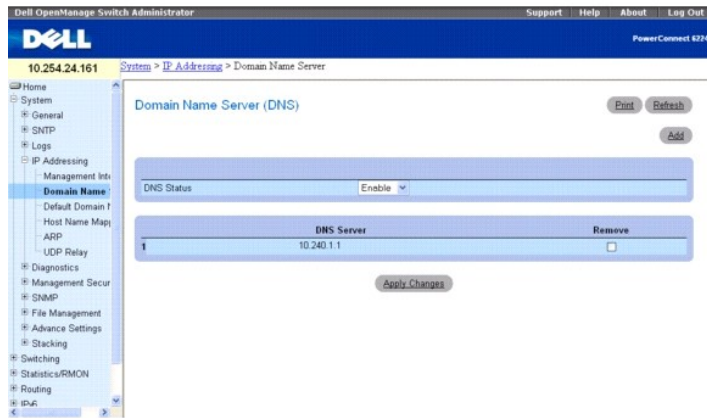 Dell OpenManage Switch Administrator
Support Help About Log Out
DELL
PowerConnect 6224
10.254.24.161
System > IP Addressing > Domain Name Server
Home
System
General
SNTP
Logs
IP Addressing
Management Inte
Domain Name
Default Domain N
Host Name Mapp
ARP
UDP Relay
Diagnostics
Management Secur
SNMP
File Management
Advance Settings
Stacking
Switching
Statistics/RMON
Routing
IPv6
Domain Name Server (DNS)
Print Refresh
Add
DNS Status Enable
DNS Server Remove
1 10.240.1.1
Apply Changes